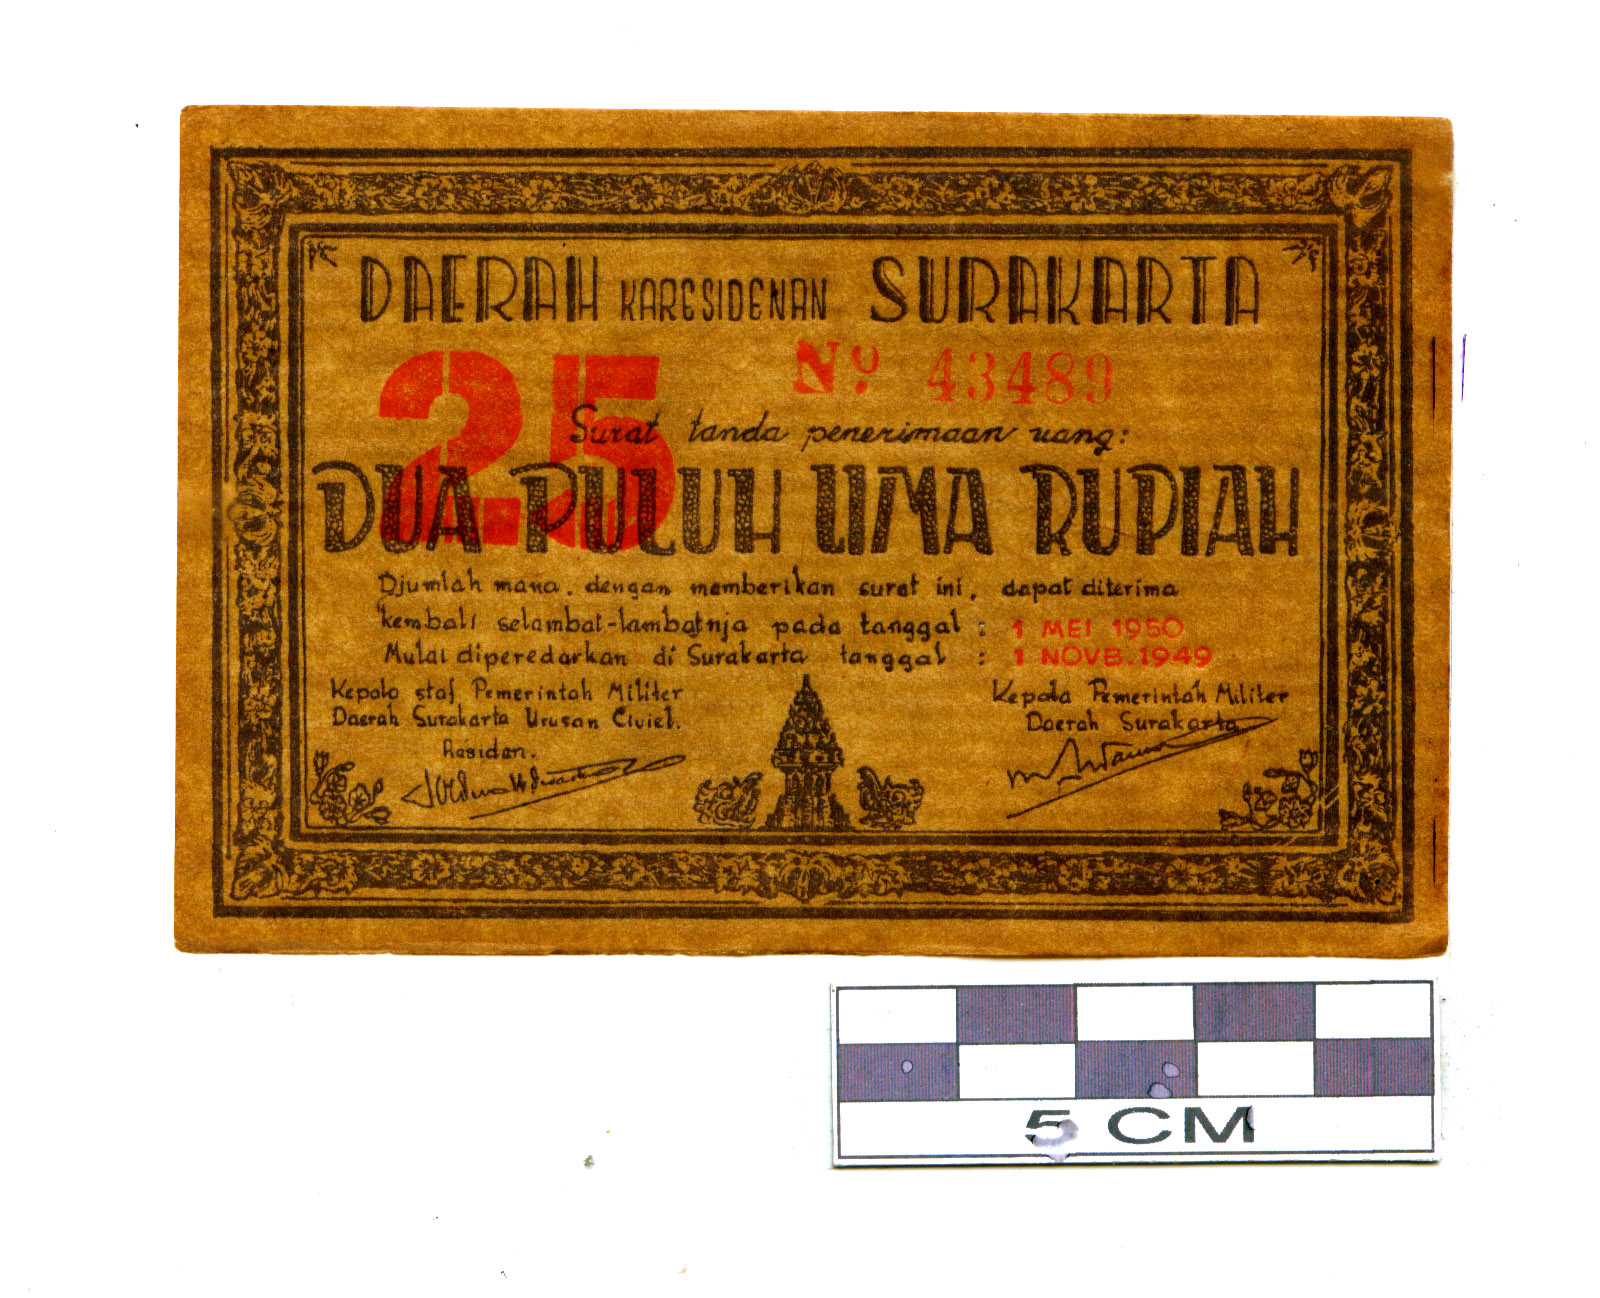 DAERAH KARESIDENAN SURAKARTA
25
No. 43489
Surat tanda penerimaan uang:
DUA PULUH LIMA RUPIAH
Djumlah mana, dengan memberikan surat ini, dapat diterima
kembali selambat-lambatnja pada tanggal : 1 MEI 1950
Mulai diperedarkan di Surakarta tanggal : 1 NOVB. 1949
Kepala staf Pemerintah Militer
Daerah Surakarta Urusan Civiel.
Residen.
Kepala Pemerintah Militer
Daerah Surakarta
5 CM